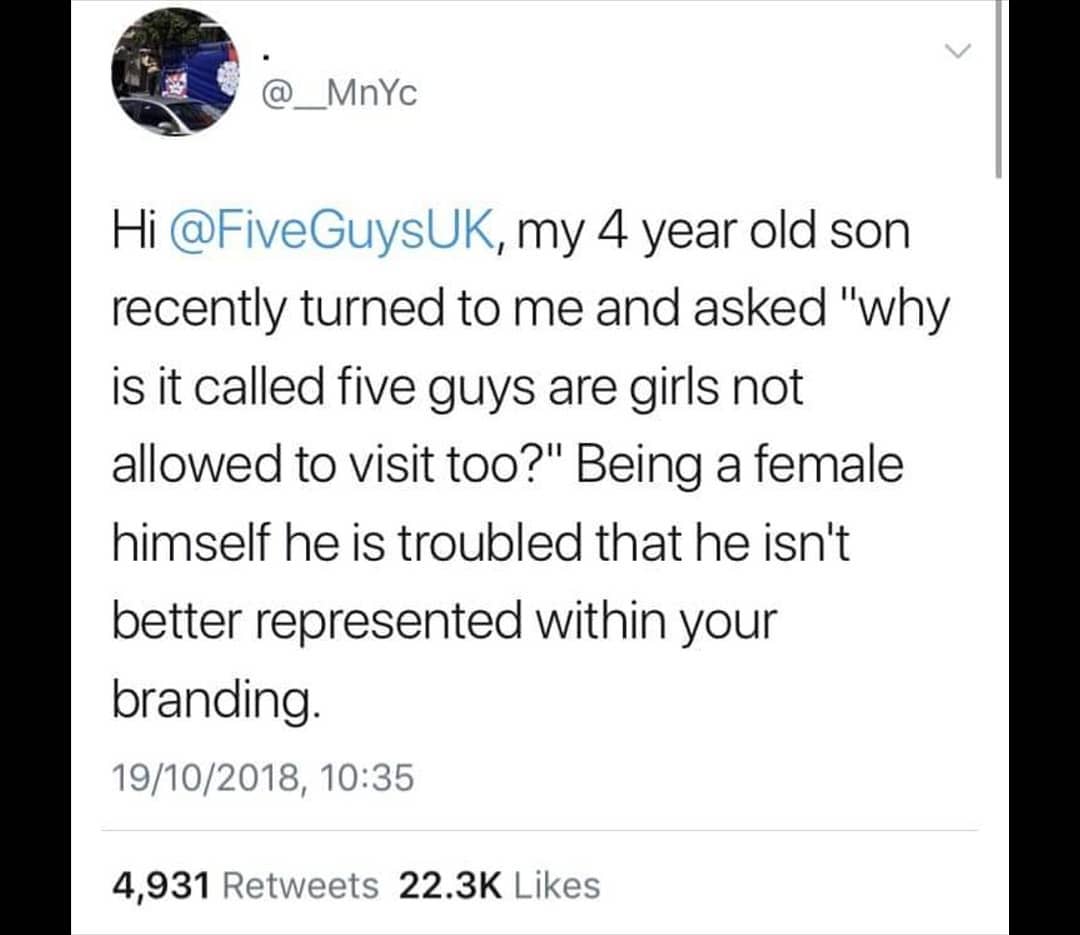 .
@__MnYc
Hi @FiveGuysUK, my 4 year old son
recently turned to me and asked "why
is it called five guys are girls not
allowed to visit too?" Being a female
himself he is troubled that he isn't
better represented within your
branding.
19/10/2018, 10:35
4,931 Retweets 22.3K Likes